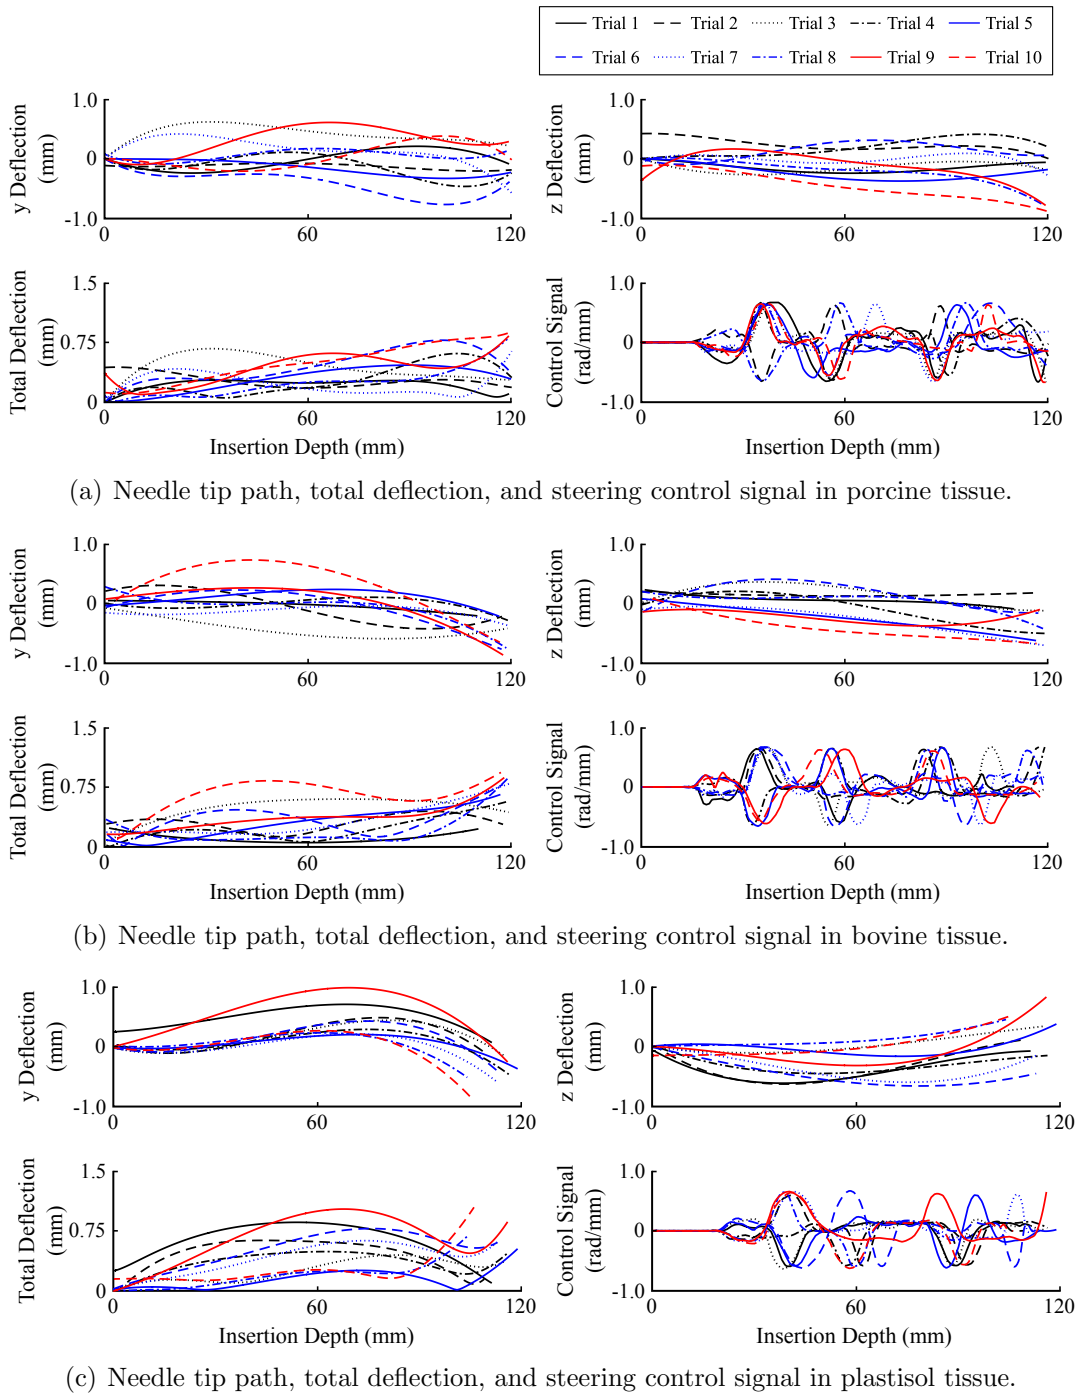 Trial 1 Trial 2 Trial 3 Trial 4 Trial 5
Trial 6 Trial 7 Trial 8 Trial 9 Trial 10
y Deflection
(mm)
1.0
0
-1.0
0 60 120
z Deflection
(mm)
1.0
0
-1.0
0 60 120
Total Deflection
(mm)
1.5
0.75
0
0 60 120
Insertion Depth (mm)
Control Signal
(rad/mm)
1.0
0
-1.0
0 60 120
Insertion Depth (mm)
(a) Needle tip path, total deflection, and steering control signal in porcine tissue.
y Deflection
(mm)
1.0
0
-1.0
0 60 120
z Deflection
(mm)
1.0
0
-1.0
0 60 120
Total Deflection
(mm)
1.5
0.75
0
0 60 120
Insertion Depth (mm)
Control Signal
(rad/mm)
1.0
0
-1.0
0 60 120
Insertion Depth (mm)
(b) Needle tip path, total deflection, and steering control signal in bovine tissue.
y Deflection
(mm)
1.0
0
-1.0
0 60 120
z Deflection
(mm)
1.0
0
-1.0
0 60 120
Total Deflection
(mm)
1.5
0.75
0
0 60 120
Insertion Depth (mm)
Control Signal
(rad/mm)
1.0
0
-1.0
0 60 120
Insertion Depth (mm)
(c) Needle tip path, total deflection, and steering control signal in plastisol tissue.